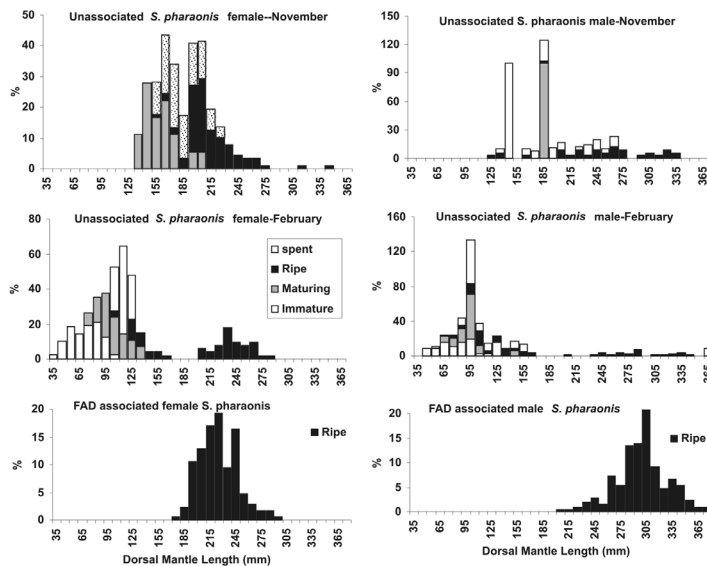 Unassociated S. pharaonis female--November
%
50
40
30
20
10
0
35 65 95 125 155 185 215 245 275 305 335 365
Unassociated S. pharaonis male-November
%
150
120
90
60
30
0
35 65 95 125 155 185 215 245 275 305 335 365
Unassociated S. pharaonis female-February
%
80
60
40
20
0
spent
Ripe
Maturing
Immature
35 65 95 125 155 185 215 245 275 305 335 365
Unassociated S. pharaonis male-February
%
160
120
80
40
0
35 65 95 125 155 185 215 245 275 305 335 365
FAD associated female S. pharaonis
%
20
15
10
5
0
Ripe
35 65 95 125 155 185 215 245 275 305 335 365
Dorsal Mantle Length (mm)
FAD associated male S. pharaonis
%
20
15
10
5
0
Ripe
35 65 95 125 155 185 215 245 275 305 335 365
Dorsal Mantle Length (mm)